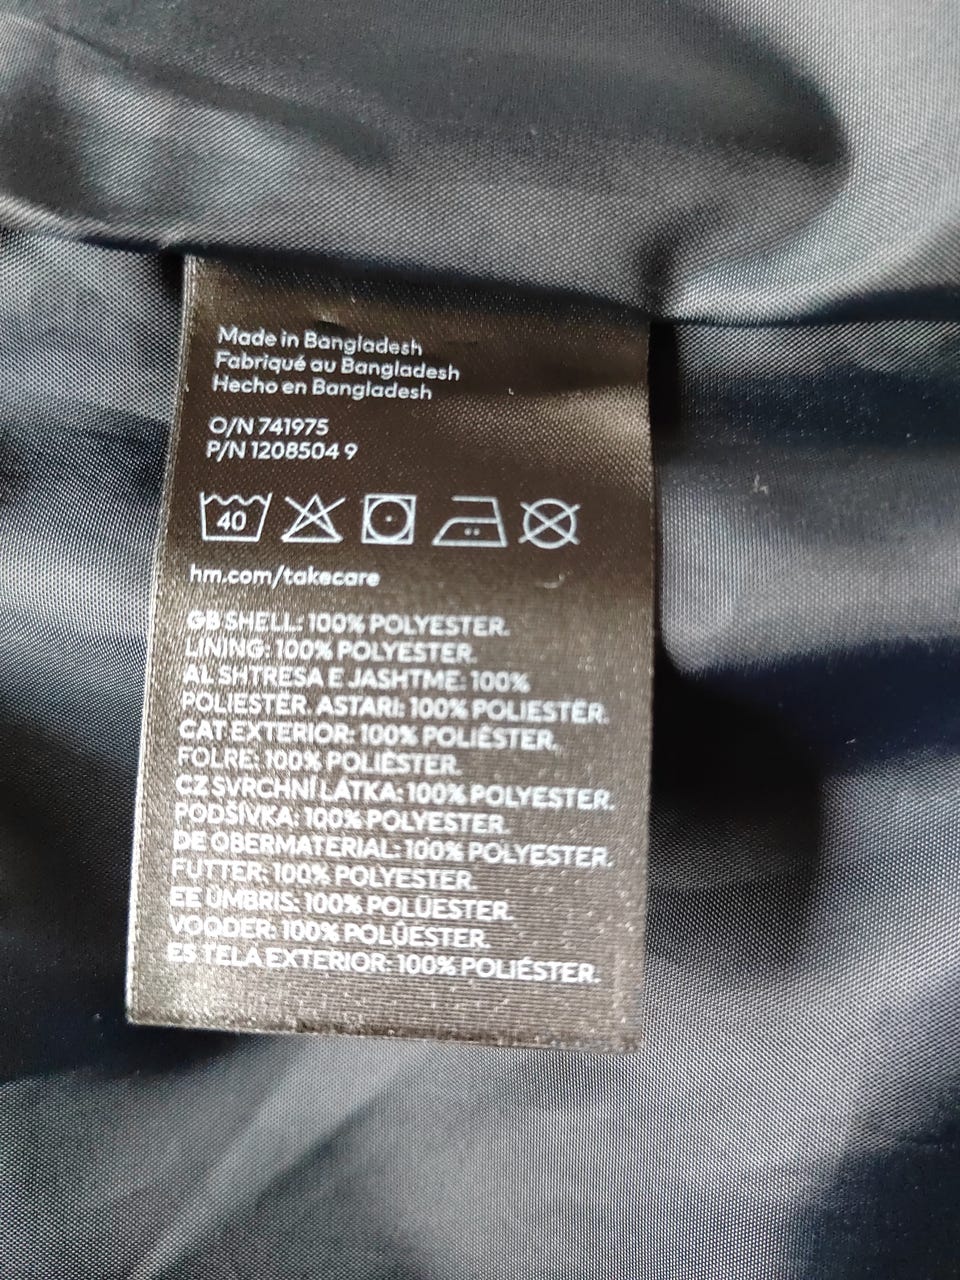 Made in Bangladesh
Fabriqué au Bangladesh
Hecho en Bangladesh
O/N 741975
P/N 1208504 9
40
hm.com/takecare
GB SHELL: 100% POLYESTER.
LINING: 100% POLYESTER.
AL SHTRESA E JASHTME: 100%
POLIESTËR. ASTARI: 100% POLIESTËR.
CAT EXTERIOR: 100% POLIÈSTER.
FOLRE: 100% POLIÈSTER.
CZ SVRCHNÍ LÁTKA: 100% POLYESTER.
PODŠÍVKA: 100% POLYESTER.
DE OBERMATERIAL: 100% POLYESTER.
FUTTER: 100% POLYESTER.
EE ÜMBRIS: 100% POLÜESTER.
VOODER: 100% POLÜESTER.
ES TELA EXTERIOR: 100% POLIÉSTER.